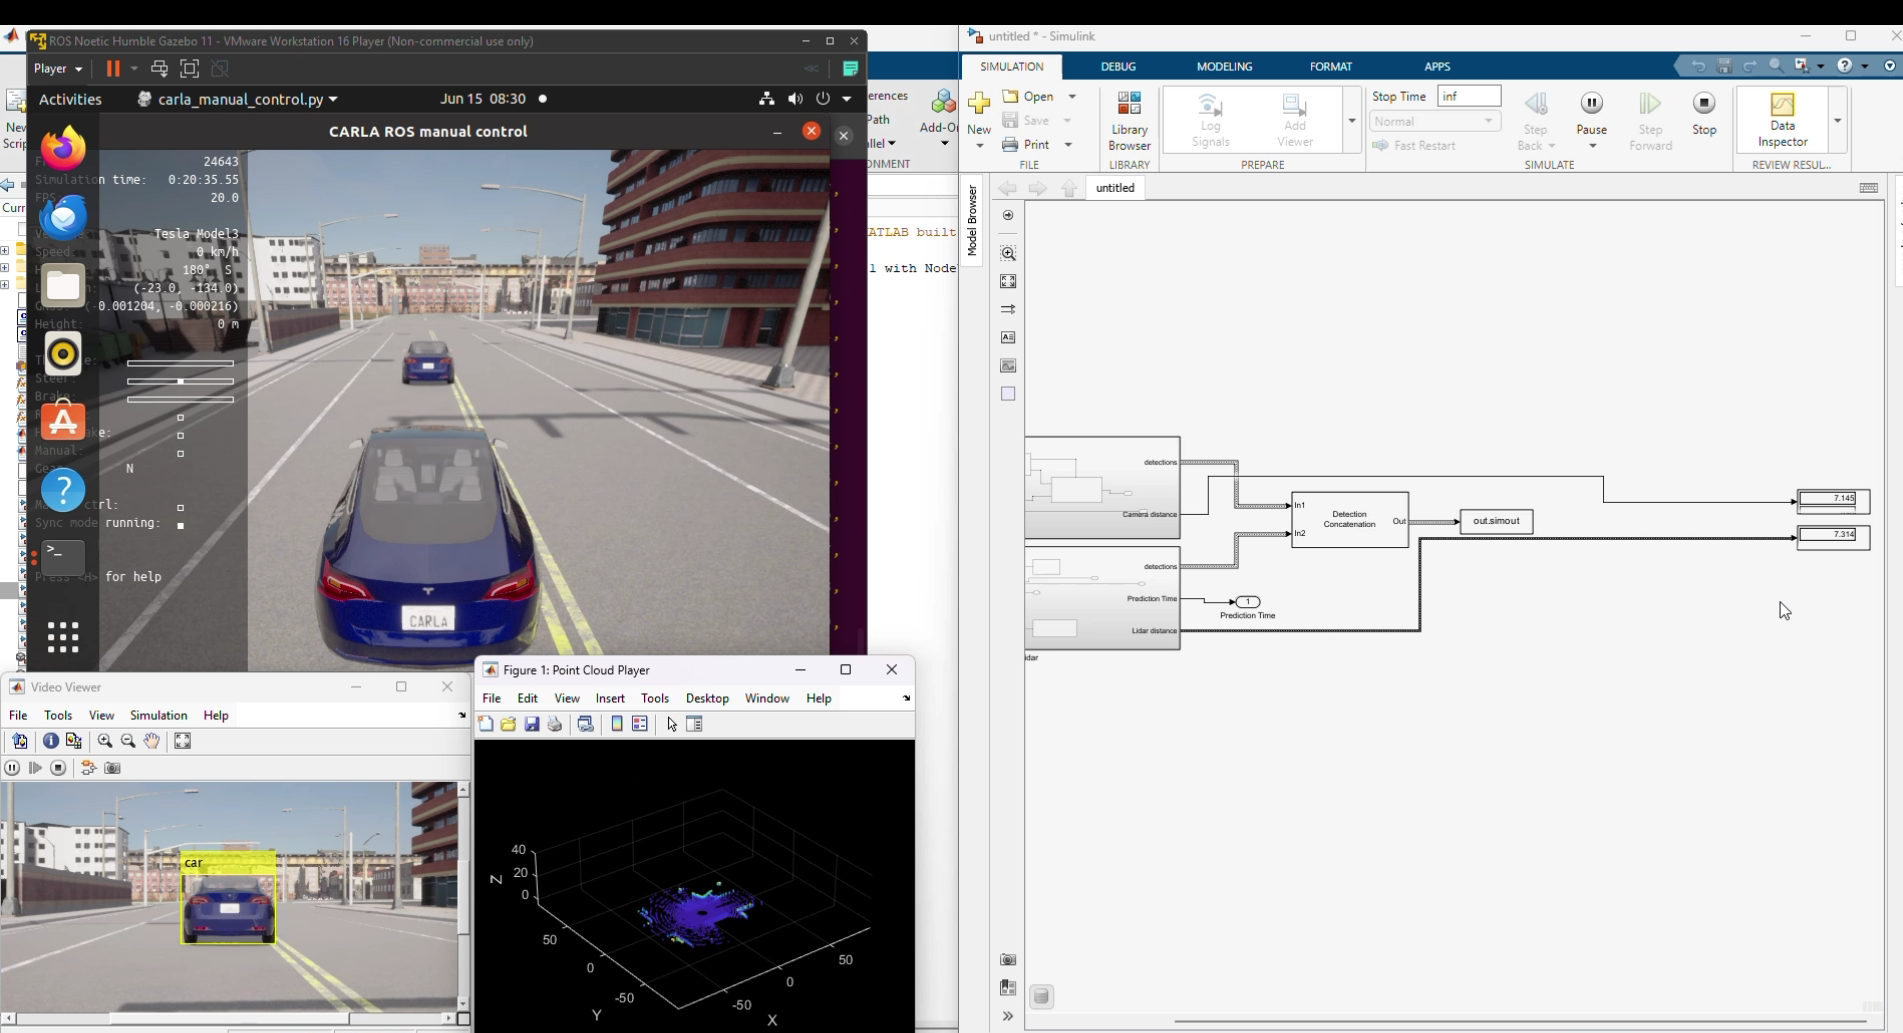 ROS Noetic Humble Gazebo 11 - VMware Workstation 16 Player (Non-commercial use only)
Player
Activities
carla_manual_control.py
Jun 15 08:30
CARLA ROS manual control
24643
Simulation time: 0:20:35.55
FPS 20.0
Tesla Model3
Speed: 0 km/h
180° S
(-23.0, -134.0)
(-0.001204, -0.000216)
Height: 0 m
Steer:
Brake:
Manual:
N
ctrl:
Sync mode running:
Press <H> for help
CARLA
New
Path
Add-O
ONMENT
ATLAB built
l with Node
Video Viewer
File Tools View Simulation Help
car
Figure 1: Point Cloud Player
File Edit View Insert Tools Desktop Window Help
40
20
0
Z
50
0
-50
Y
-50
0
50
X
untitled * - Simulink
SIMULATION DEBUG MODELING FORMAT APPS
New
Open
Save
Print
FILE
Library Browser
LIBRARY
Log Signals
Add Viewer
PREPARE
Stop Time inf
Normal
Fast Restart
Step Back
Pause
Step Forward
Stop
SIMULATE
Data Inspector
REVIEW RESUL...
Model Browser
untitled
detections
Camera distance
In1
In2
Detection Concatenation
Out
out.simout
7.145
7.314
detections
Prediction Time
Lidar distance
1
Prediction Time
idar